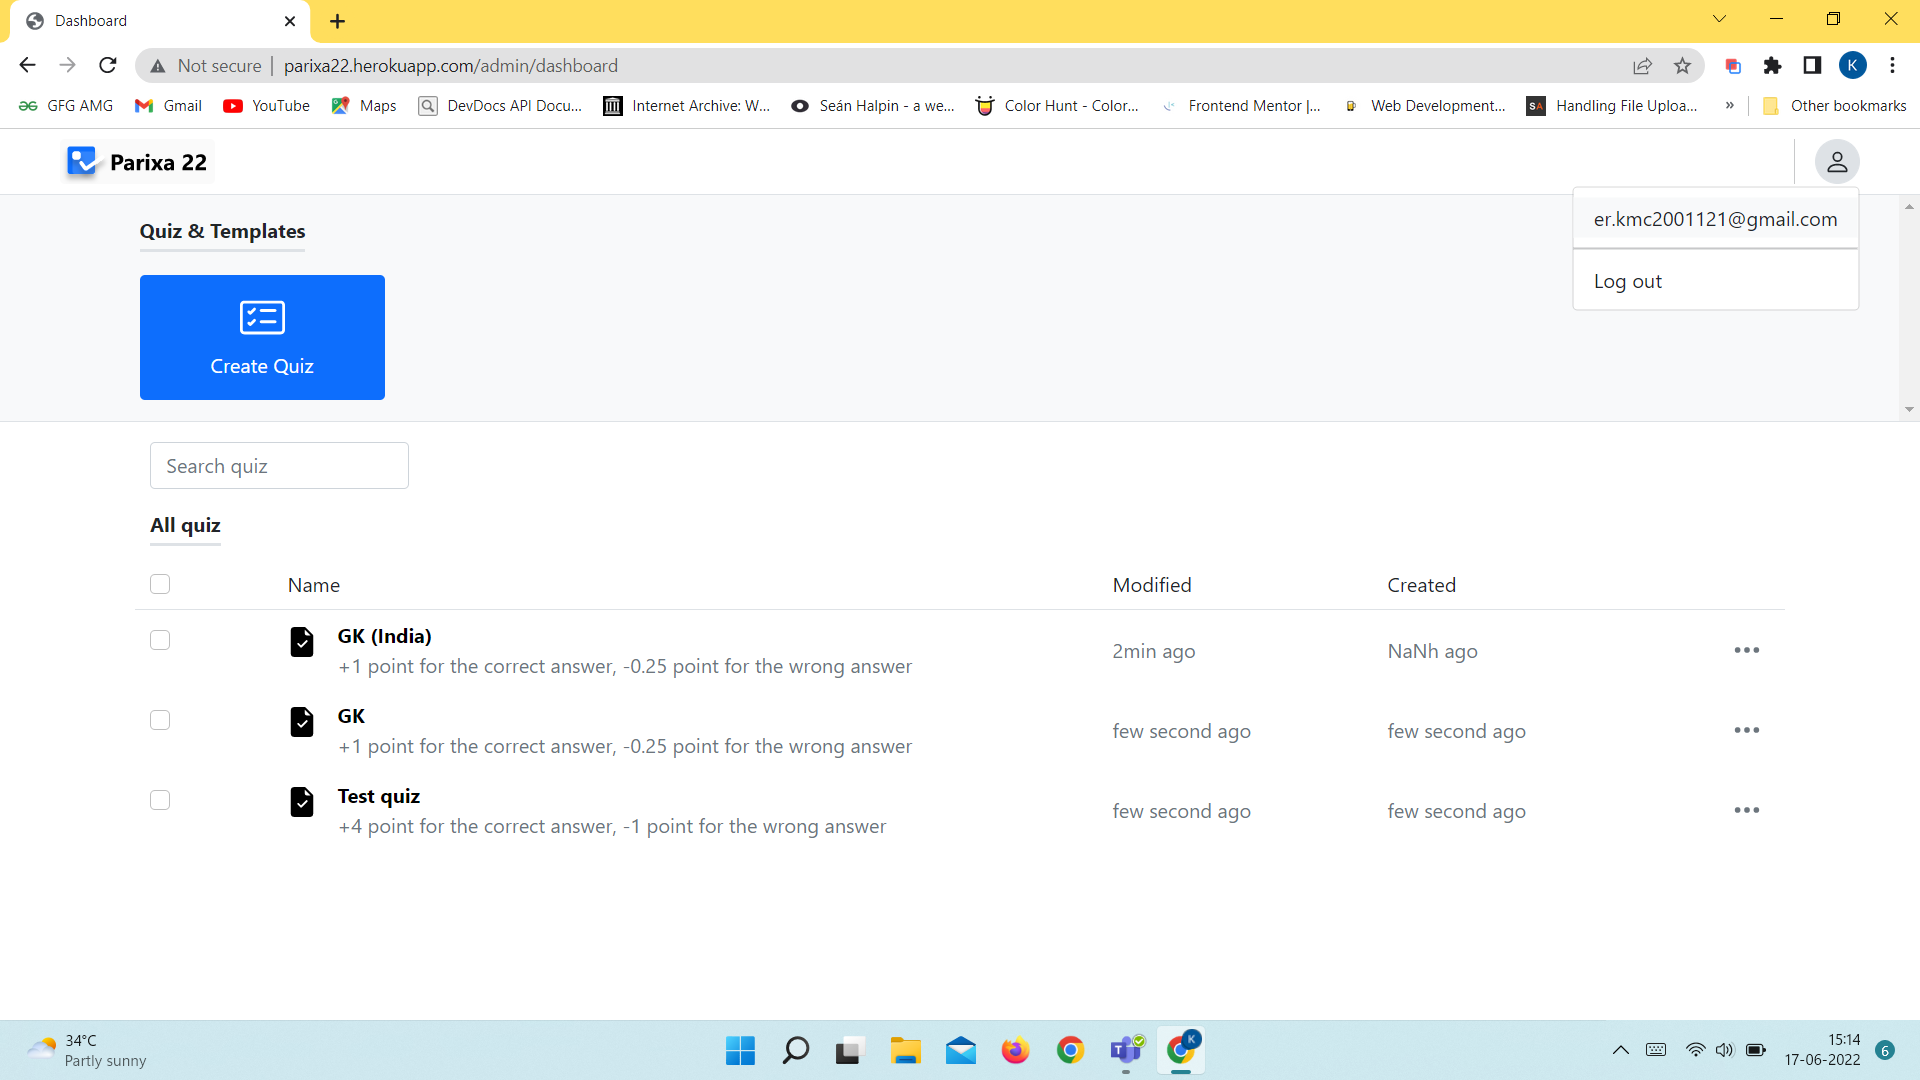 Dashboard
Not secure | parixa22.herokuapp.com/admin/dashboard
K
GFG AMG
Gmail
YouTube
Maps
DevDocs API Docu...
Internet Archive: W...
Seán Halpin - a we...
Color Hunt - Color...
Frontend Mentor |...
Web Development...
SA
Handling File Uploa...
»
Other bookmarks
Parixa 22
er.kmc2001121@gmail.com
Log out
Quiz & Templates
Create Quiz
Search quiz
All quiz
Name Modified Created
GK (India)
+1 point for the correct answer, -0.25 point for the wrong answer
2min ago
NaNh ago
GK
+1 point for the correct answer, -0.25 point for the wrong answer
few second ago
few second ago
Test quiz
+4 point for the correct answer, -1 point for the wrong answer
few second ago
few second ago
34°C
Partly sunny
T
K
15:14
17-06-2022
6